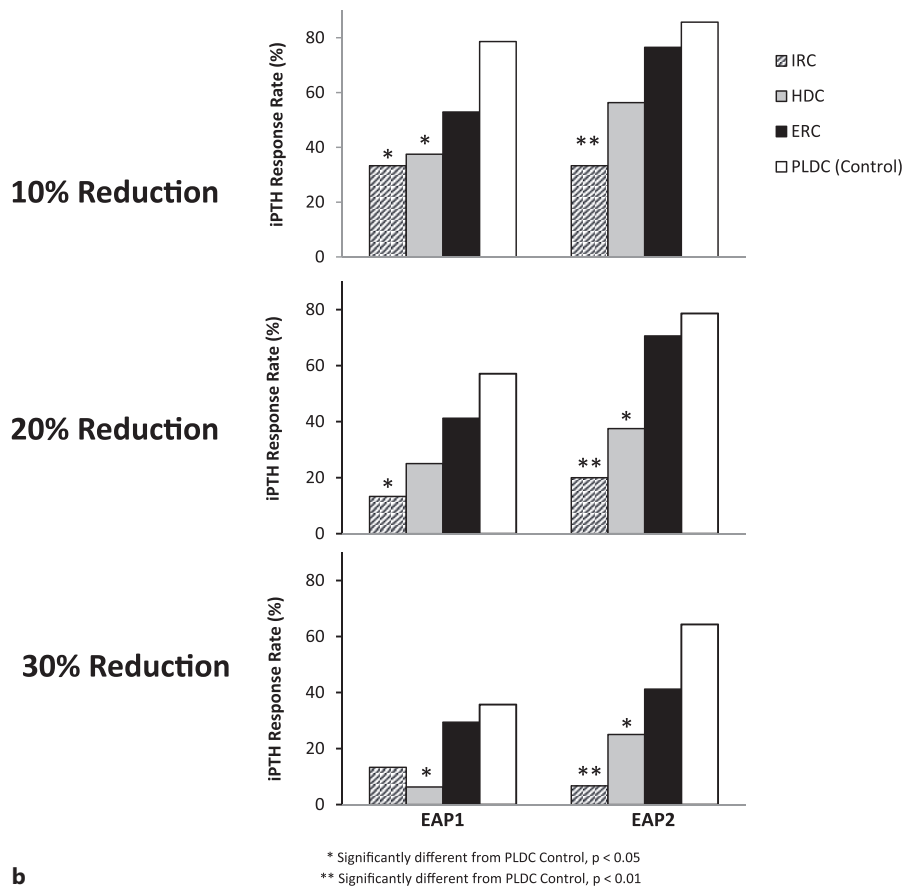 10% Reduction
iPTH Response Rate (%)
80
60
40
20
0
*
*
**
IRC
HDC
ERC
PLDC (Control)
20% Reduction
iPTH Response Rate (%)
80
60
40
20
0
*
**
*
30% Reduction
iPTH Response Rate (%)
80
60
40
20
0
*
**
*
EAP1
EAP2
* Significantly different from PLDC Control, p < 0.05
** Significantly different from PLDC Control, p < 0.01
b